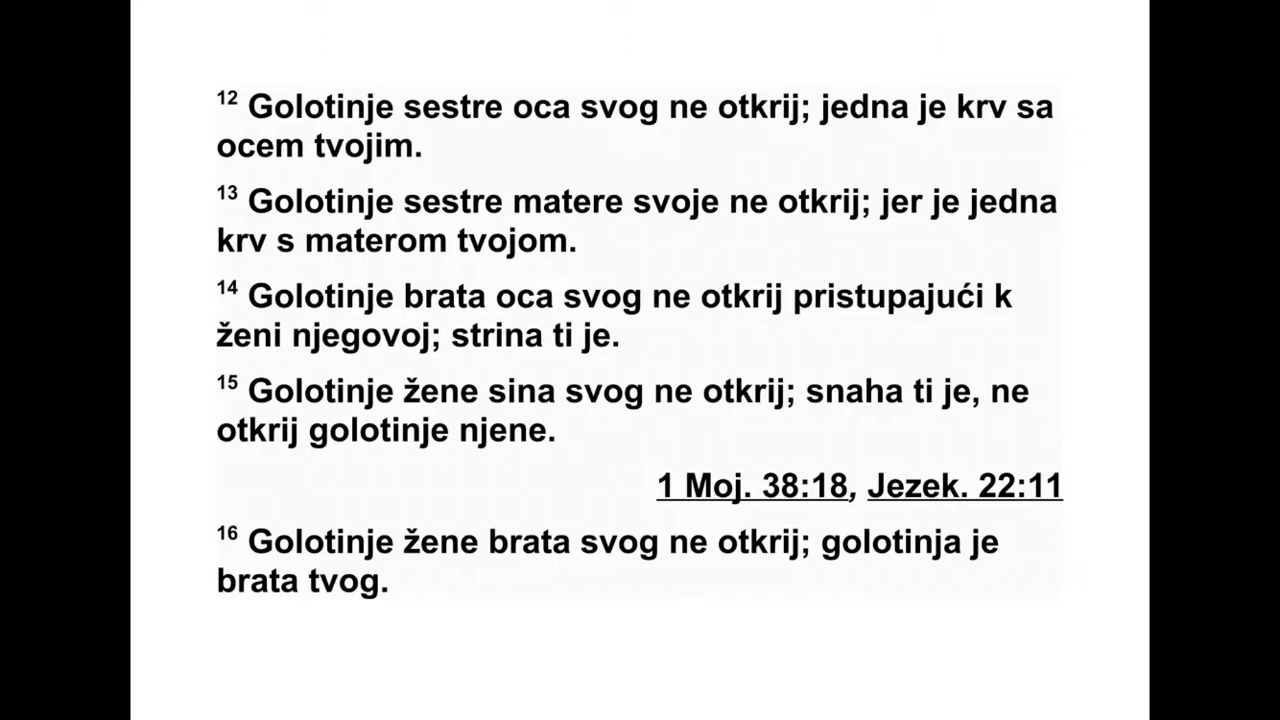 12 Golotinje sestre oca svog ne otkrij; jedna je krv sa
ocem tvojim.
13 Golotinje sestre matere svoje ne otkrij; jer je jedna
krv s materom tvojom.
14 Golotinje brata oca svog ne otkrij pristupajući k
ženi njegovoj; strina ti je.
15 Golotinje žene sina svog ne otkrij; snaha ti je, ne
otkrij golotinje njene.
1 Moj. 38:18, Jezek. 22:11
16 Golotinje žene brata svog ne otkrij; golotinja je
brata tvog.